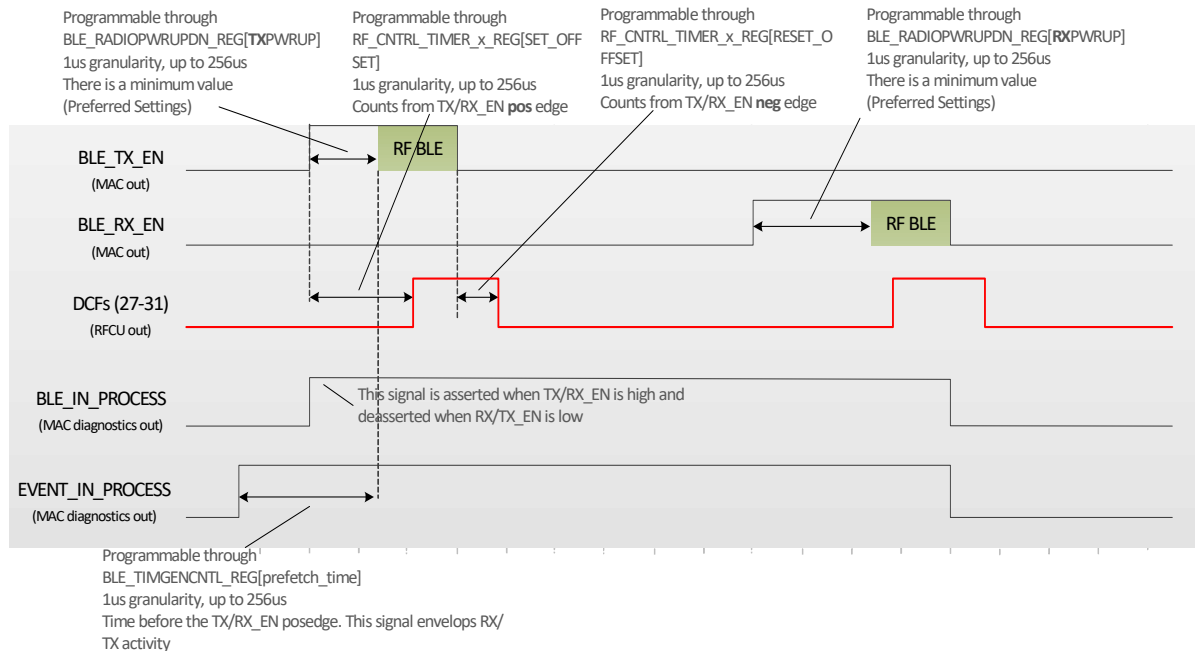 Programmable through
BLE_RADIOPWRUPDN_REG[TXPWRUP]
1us granularity, up to 256us
There is a minimum value
(Preferred Settings)
Programmable through
RF_CNTRL_TIMER_x_REG[SET_OFF
SET]
1us granularity, up to 256us
Counts from TX/RX_EN pos edge
Programmable through
RF_CNTRL_TIMER_x_REG[RESET_O
FFSET]
1us granularity, up to 256us
Counts from TX/RX_EN neg edge
Programmable through
BLE_RADIOPWRUPDN_REG[RXPWRUP]
1us granularity, up to 256us
There is a minimum value
(Preferred Settings)
BLE_TX_EN
(MAC out)
RF BLE
BLE_RX_EN
(MAC out)
RF BLE
DCFs (27-31)
(RFCU out)
BLE_IN_PROCESS
(MAC diagnostics out)
This signal is asserted when TX/RX_EN is high and
deasserted when RX/TX_EN is low
EVENT_IN_PROCESS
(MAC diagnostics out)
Programmable through
BLE_TIMGENCNTL_REG[prefetch_time]
1us granularity, up to 256us
Time before the TX/RX_EN posedge. This signal envelops RX/
TX activity